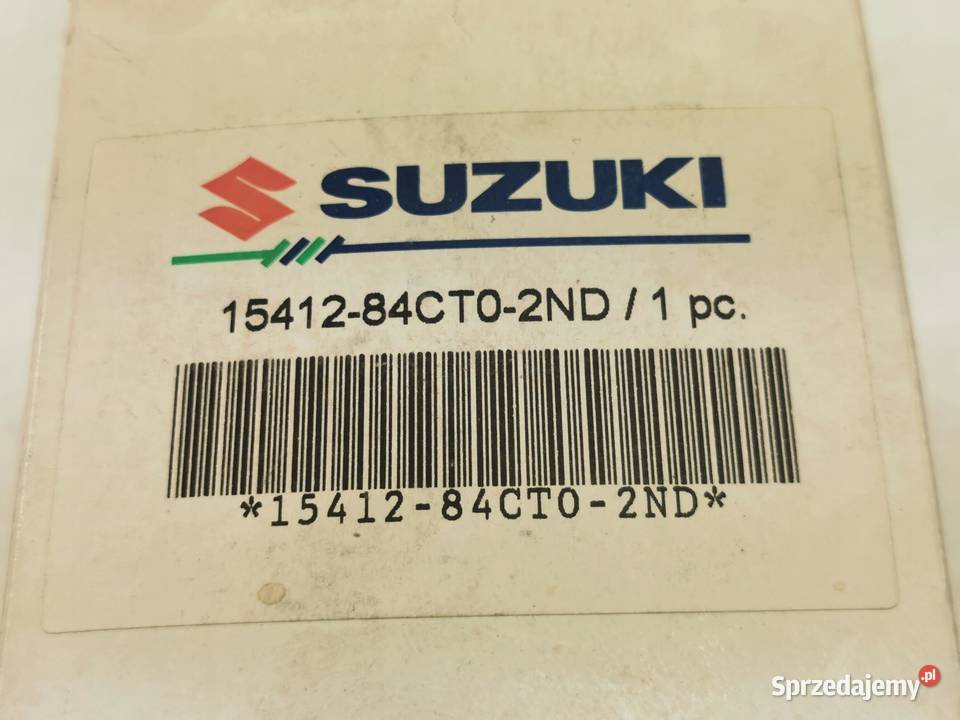 SUZUKI
15412-84CT0-2ND / 1 pc.
*15412-84CT0-2ND*
Sprzedajemy.pl